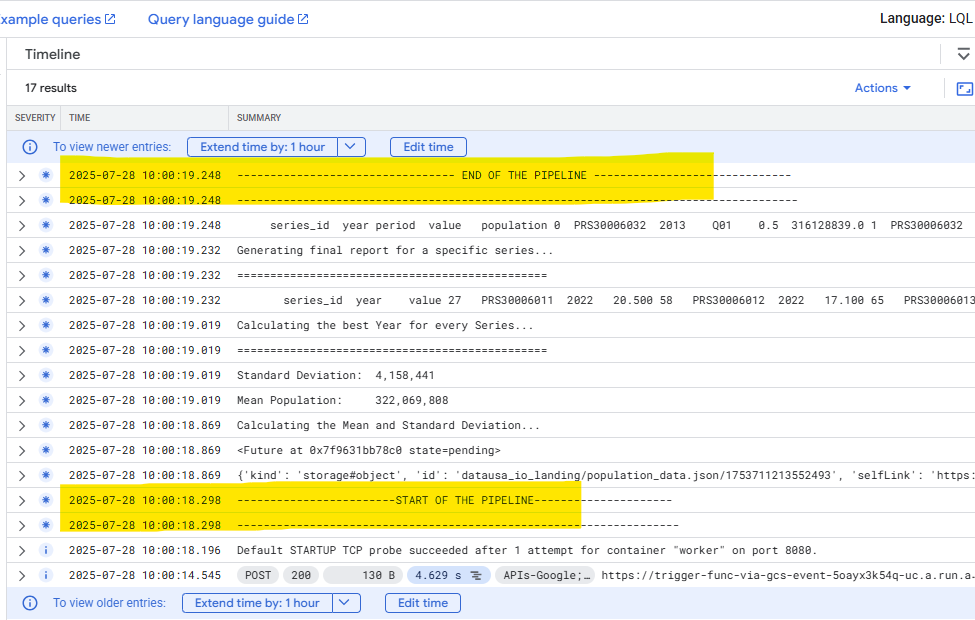 xample queries Query language guide Language: LQL
Timeline
17 results Actions
SEVERITY TIME SUMMARY
To view newer entries: Extend time by: 1 hour Edit time
2025-07-28 10:00:19.248 --------------------------------- END OF THE PIPELINE ------------------------------
2025-07-28 10:00:19.248 -------------------------------------------------------------------------------------
2025-07-28 10:00:19.248 series_id year period value population 0 PRS30006032 2013 Q01 0.5 316128839.0 1 PRS30006032
2025-07-28 10:00:19.232 Generating final report for a specific series...
2025-07-28 10:00:19.232 ===============================================
2025-07-28 10:00:19.232 series_id year value 27 PRS30006011 2022 20.500 58 PRS30006012 2022 17.100 65 PRS30006013
2025-07-28 10:00:19.019 Calculating the best Year for every Series...
2025-07-28 10:00:19.019 ===============================================
2025-07-28 10:00:19.019 Standard Deviation: 4,158,441
2025-07-28 10:00:19.019 Mean Population: 322,069,808
2025-07-28 10:00:18.869 Calculating the Mean and Standard Deviation...
2025-07-28 10:00:18.869 <Future at 0x7f9631bb78c0 state=pending>
2025-07-28 10:00:18.869 {'kind': 'storage#object', 'id': 'datausa_io_landing/population_data.json/1753711213552493', 'selfLink': 'https:
2025-07-28 10:00:18.298 ------------------------START OF THE PIPELINE---------------------
2025-07-28 10:00:18.298 -------------------------------------------------------------------
2025-07-28 10:00:18.196 Default STARTUP TCP probe succeeded after 1 attempt for container "worker" on port 8080.
2025-07-28 10:00:14.545 POST 200 130 B 4.629 s APIs-Google;… https://trigger-func-via-gcs-event-5oayx3k54q-uc.a.run.a
To view older entries: Extend time by: 1 hour Edit time